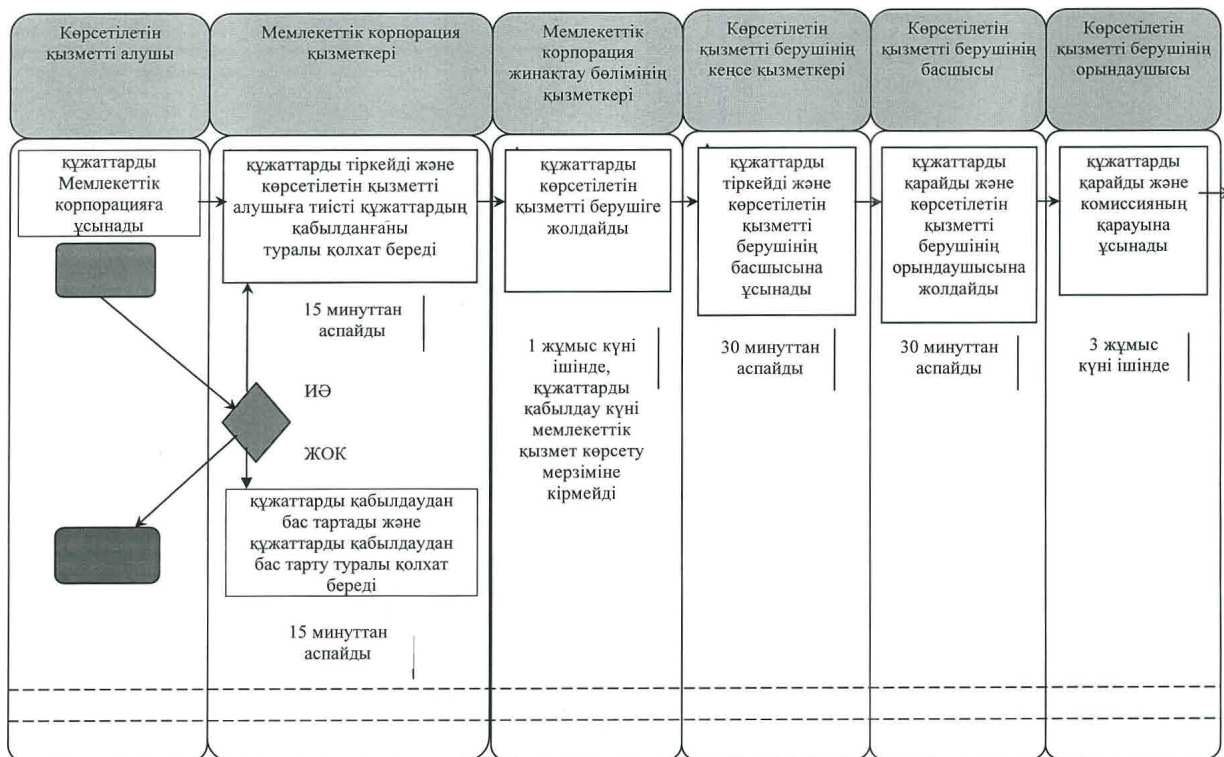 Көрсетілетін
қызметті алушы
Мемлекеттік корпорация
қызметкері
Мемлекеттік
корпорация
жинақтау бөлімінің
қызметкері
Көрсетілетін
қызметті берушінің
кеңсе қызметкері
Көрсетілетін
қызметті берушінің
басшысы
Көрсетілетін
қызметті берушінің
орындаушысы
құжаттарды
Мемлекеттік
корпорацияға
ұсынады
құжаттарды тіркейді және
көрсетілетін қызметті
алушыға тиісті құжаттардың
қабылданғаны
туралы қолхат береді
құжаттарды
көрсетілетін
қызметті берушіге
жолдайды
құжаттарды
тіркейді және
көрсетілетін
қызметті
берушінің
басшысына
ұсынады
құжаттарды
қарайды және
көрсетілетін
қызметті
берушінің
орындаушысына
жолдайды
құжаттарды
қарайды және
комиссияның
қарауына
ұсынады
15 минуттан
аспайды
1 жұмыс күні
ішінде,
құжаттарды
қабылдау күні
мемлекеттік
қызмет көрсету
мерзіміне
кірмейді
30 минуттан
аспайды
30 минуттан
аспайды
3 жұмыс
күні ішінде
ИӘ
ЖОК
құжаттарды қабылдаудан
бас тартады және
құжаттарды қабылдаудан
бас тарту туралы қолхат
береді
15 минуттан
аспайды